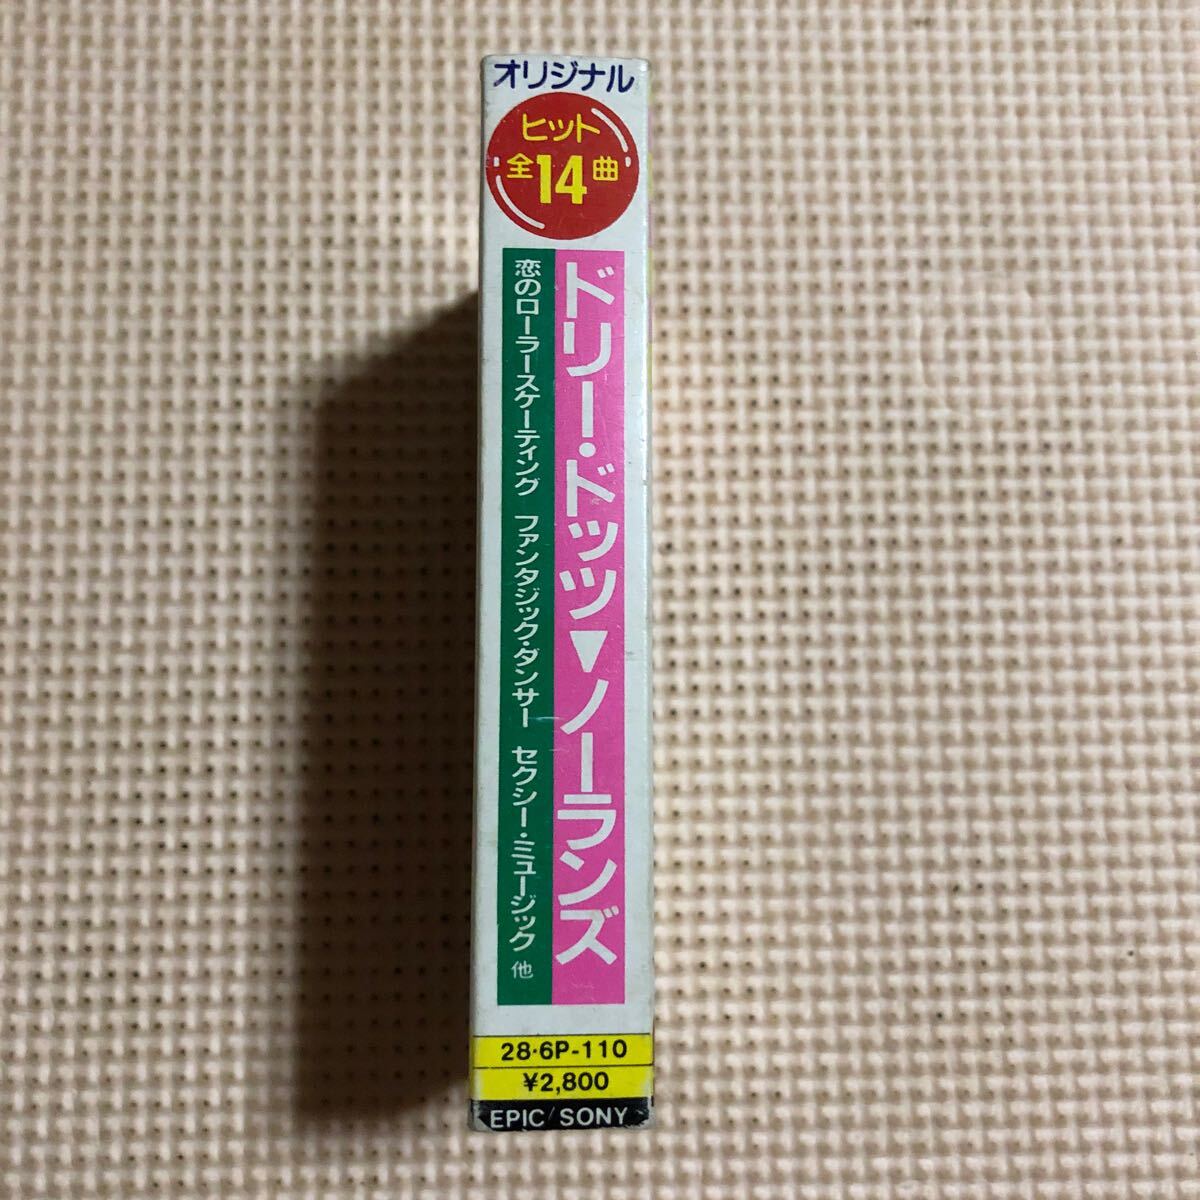 オリジナル
ヒット
全14曲
ドリー・ドッツ▼ノーランズ
恋のローラースケーティング ファンタジック・ダンサー セクシー・ミュージック 他
28・6P-110
¥2,800
EPIC/SONY